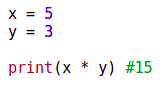 x = 5
y = 3
print(x * y) #15